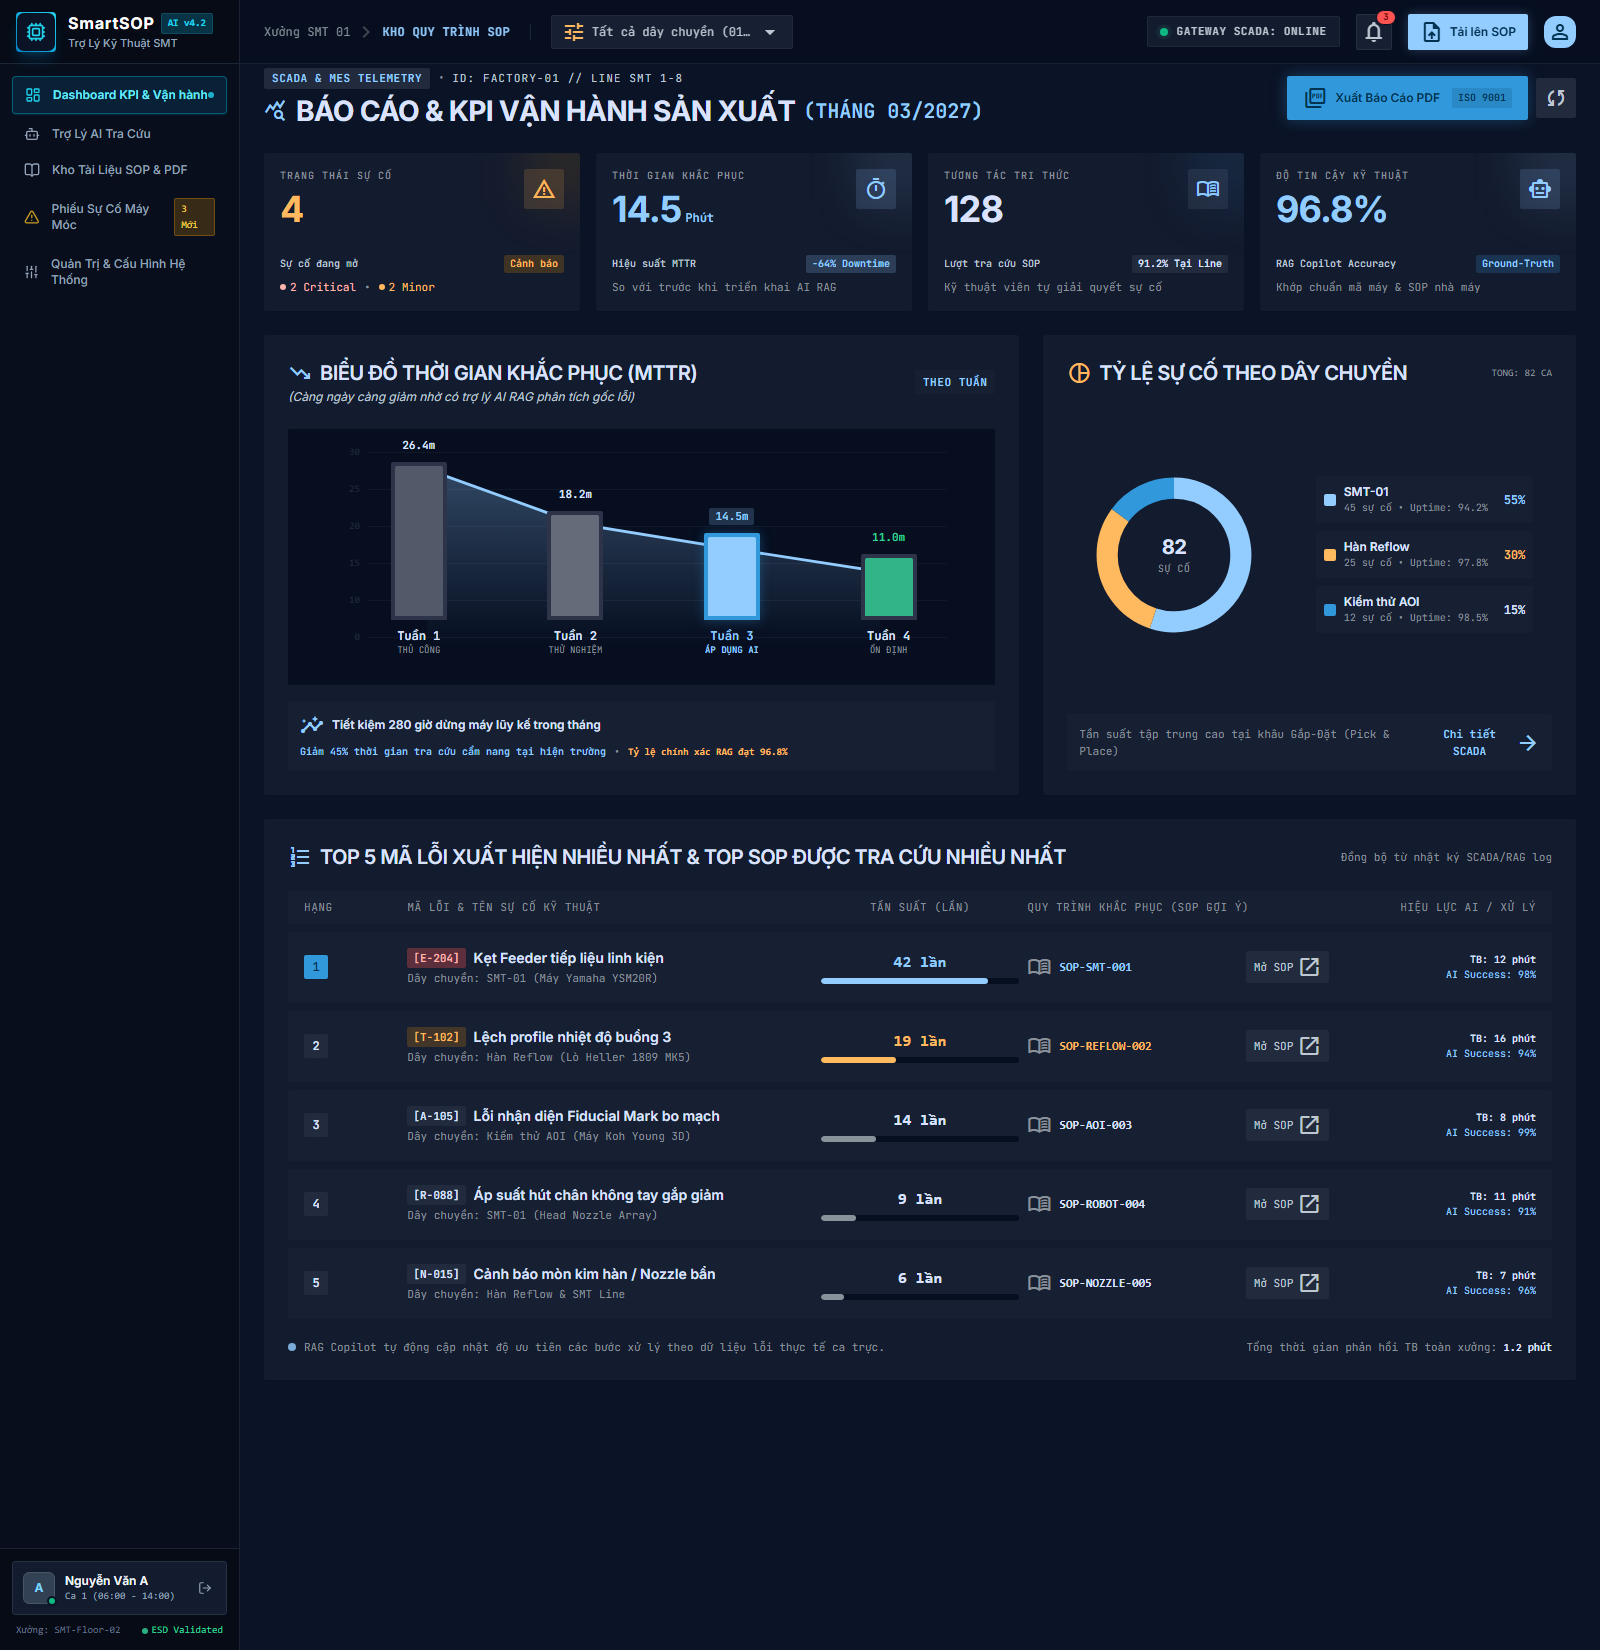 SmartSOP AI v4.2
Trợ Lý Kỹ Thuật SMT
Dashboard KPI & Vận hành
Trợ Lý AI Tra Cứu
Kho Tài Liệu SOP & PDF
Phiếu Sự Cố Máy Móc
3 Mới
Quản Trị & Cấu Hình Hệ Thống
Nguyễn Văn A
A
Ca 1 (06:00 - 14:00)
Xưởng: SMT-Floor-02
ESD Validated
Xưởng SMT 01
KHO QUY TRÌNH SOP
Tất cả dây chuyền (01…
GATEWAY SCADA: ONLINE
3
Tải lên SOP
SCADA & MES TELEMETRY • ID: FACTORY-01 // LINE SMT 1-8
BÁO CÁO & KPI VẬN HÀNH SẢN XUẤT (THÁNG 03/2027)
PDF
Xuất Báo Cáo PDF ISO 9001
TRẠNG THÁI SỰ CỐ
4
Sự cố đang mở
Cảnh báo
2 Critical • 2 Minor
THỜI GIAN KHẮC PHỤC
14.5 Phút
Hiệu suất MTTR
-64% Downtime
So với trước khi triển khai AI RAG
TƯƠNG TÁC TRI THỨC
128
Lượt tra cứu SOP
91.2% Tại Line
Kỹ thuật viên tự giải quyết sự cố
ĐỘ TIN CẬY KỸ THUẬT
96.8%
RAG Copilot Accuracy
Ground-Truth
Khớp chuẩn mã máy & SOP nhà máy
BIỂU ĐỒ THỜI GIAN KHẮC PHỤC (MTTR)
(Càng ngày càng giảm nhờ có trợ lý AI RAG phân tích gốc lỗi)
THEO TUẦN
30
25
20
15
10
0
26.4m
18.2m
14.5m
11.0m
Tuần 1
THỦ CÔNG
Tuần 2
THỬ NGHIỆM
Tuần 3
ÁP DỤNG AI
Tuần 4
ỔN ĐỊNH
Tiết kiệm 280 giờ dừng máy lũy kế trong tháng
Giảm 45% thời gian tra cứu cẩm nang tại hiện trường • Tỷ lệ chính xác RAG đạt 96.8%
TỶ LỆ SỰ CỐ THEO DÂY CHUYỀN
TONG: 82 CA
82
SỰ CỐ
SMT-01
45 sự cố • Uptime: 94.2%
55%
Hàn Reflow
25 sự cố • Uptime: 97.8%
30%
Kiểm thử AOI
12 sự cố • Uptime: 98.5%
15%
Tần suất tập trung cao tại khâu Gắp-Đặt (Pick & Place)
Chi tiết SCADA
TOP 5 MÃ LỖI XUẤT HIỆN NHIỀU NHẤT & TOP SOP ĐƯỢC TRA CỨU NHIỀU NHẤT
Đồng bộ từ nhật ký SCADA/RAG log
HẠNG
MÃ LỖI & TÊN SỰ CỐ KỸ THUẬT
TẦN SUẤT (LẦN)
QUY TRÌNH KHẮC PHỤC (SOP GỢI Ý)
HIỆU LỰC AI / XỬ LÝ
1
[E-204] Kẹt Feeder tiếp liệu linh kiện
Dây chuyền: SMT-01 (Máy Yamaha YSM20R)
42 lần
SOP-SMT-001
Mở SOP
TB: 12 phút
AI Success: 98%
2
[T-102] Lệch profile nhiệt độ buồng 3
Dây chuyền: Hàn Reflow (Lò Heller 1809 MK5)
19 lần
SOP-REFLOW-002
Mở SOP
TB: 16 phút
AI Success: 94%
3
[A-105] Lỗi nhận diện Fiducial Mark bo mạch
Dây chuyền: Kiểm thử AOI (Máy Koh Young 3D)
14 lần
SOP-AOI-003
Mở SOP
TB: 8 phút
AI Success: 99%
4
[R-088] Áp suất hút chân không tay gắp giảm
Dây chuyền: SMT-01 (Head Nozzle Array)
9 lần
SOP-ROBOT-004
Mở SOP
TB: 11 phút
AI Success: 91%
5
[N-015] Cảnh báo mòn kim hàn / Nozzle bẩn
Dây chuyền: Hàn Reflow & SMT Line
6 lần
SOP-NOZZLE-005
Mở SOP
TB: 7 phút
AI Success: 96%
RAG Copilot tự động cập nhật độ ưu tiên các bước xử lý theo dữ liệu lỗi thực tế ca trực.
Tổng thời gian phản hồi TB toàn xưởng: 1.2 phút